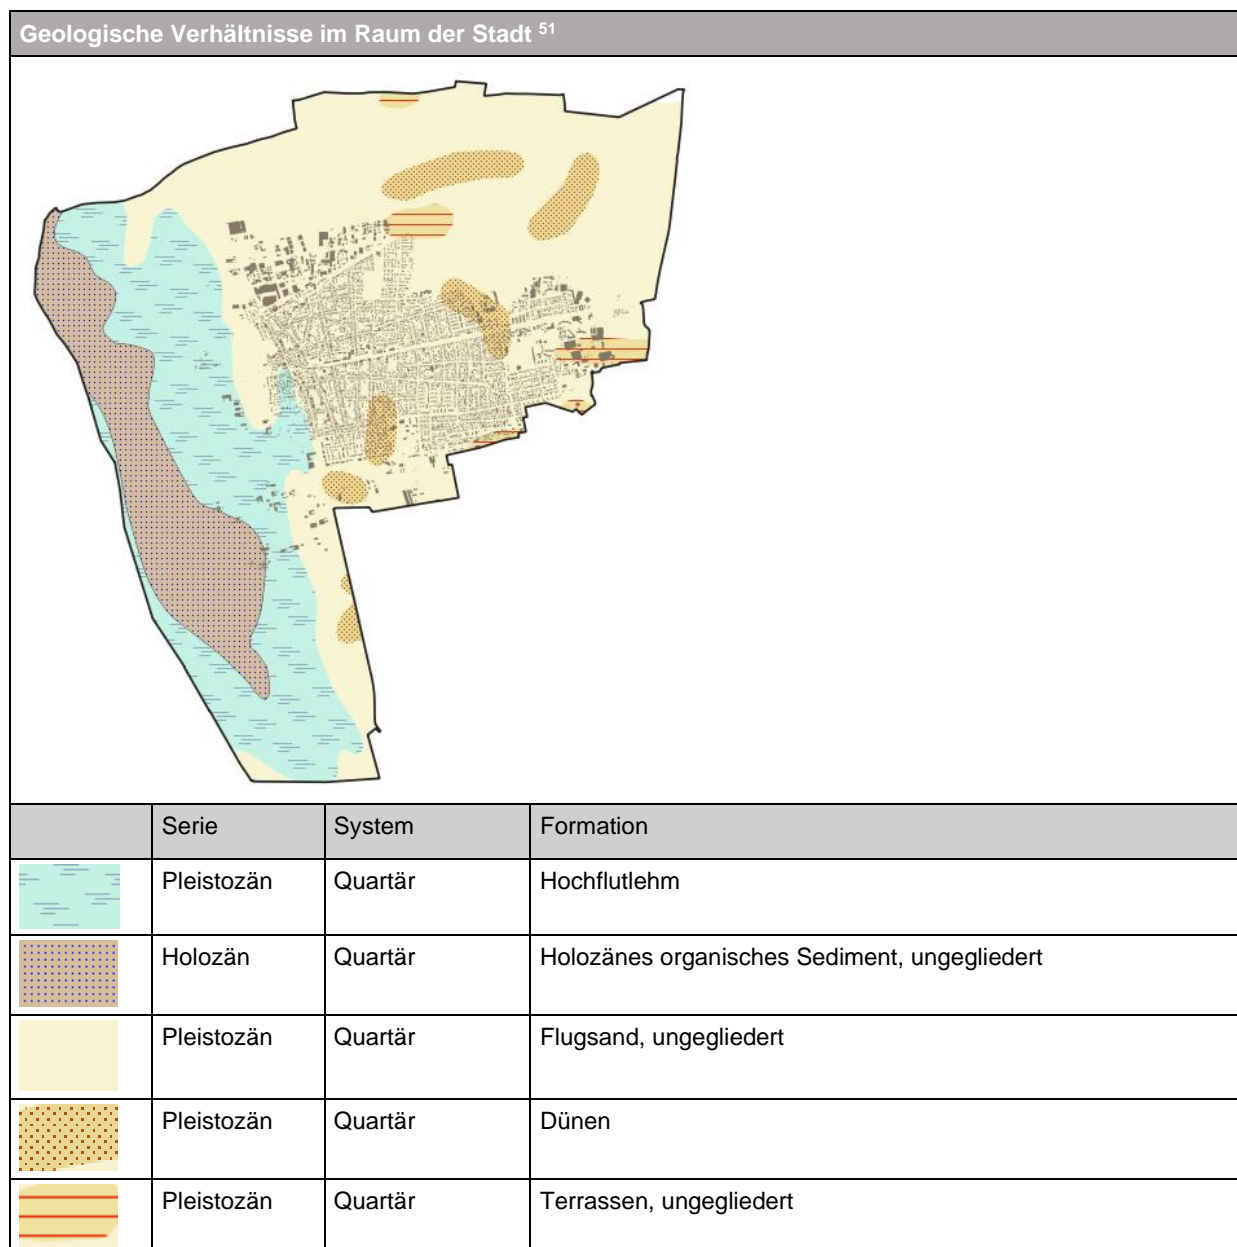 Geologische Verhältnisse im Raum der Stadt 51
Serie System Formation
Pleistozän Quartär Hochflutlehm
Holozän Quartär Holozänes organisches Sediment, ungegliedert
Pleistozän Quartär Flugsand, ungegliedert
Pleistozän Quartär Dünen
Pleistozän Quartär Terrassen, ungegliedert